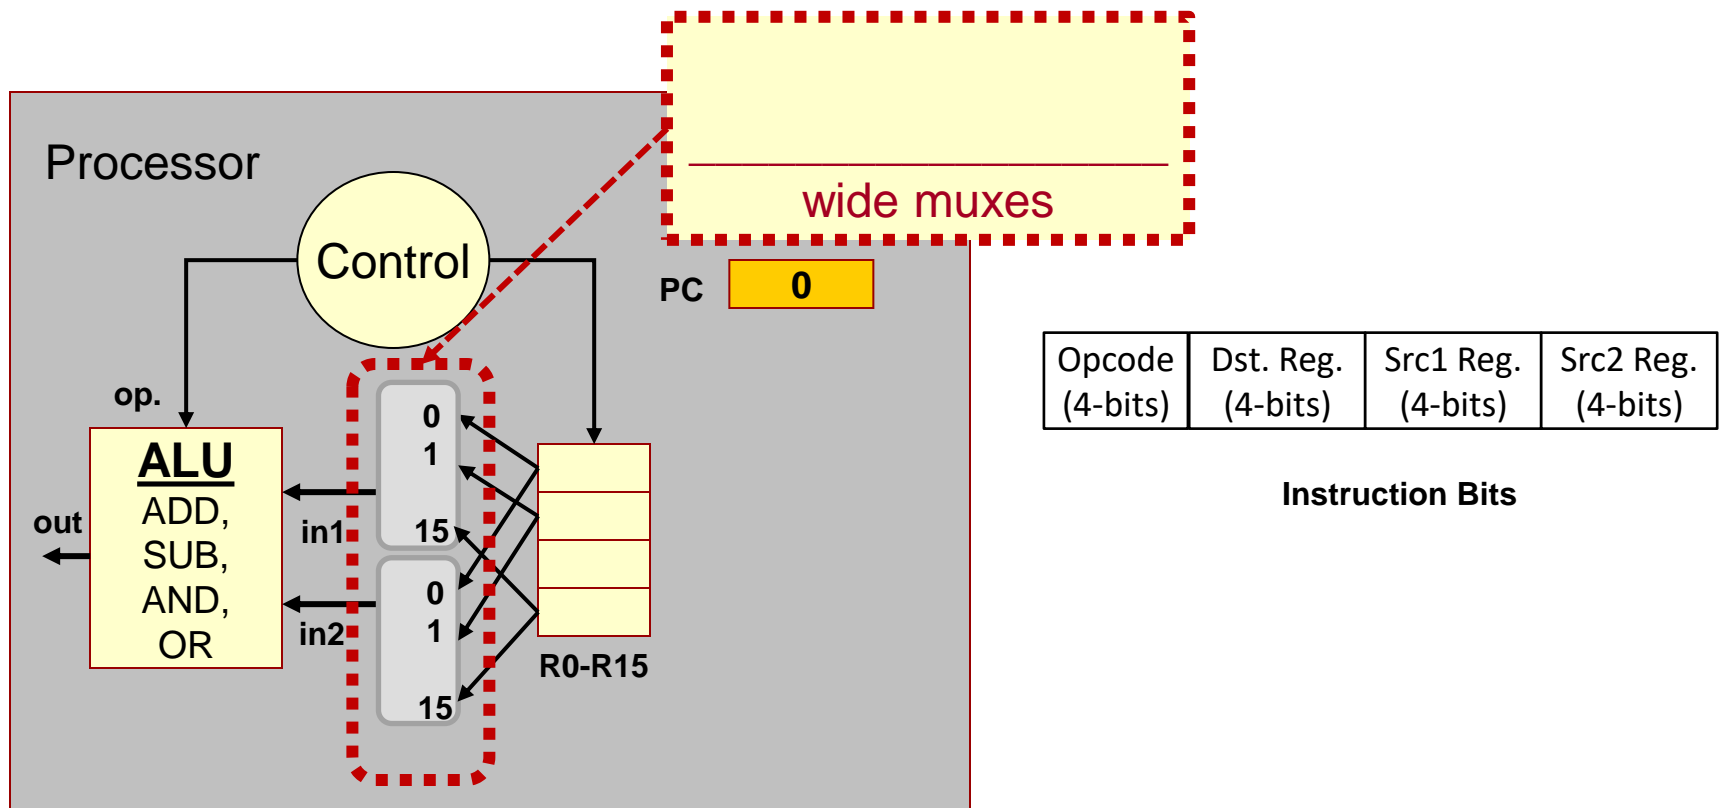 ____________________
wide muxes
Processor
Control
PC
0
op.
ALU
ADD,
SUB,
AND,
OR
out
in1
in2
0
1
15
0
1
15
R0-R15
Opcode
(4-bits)
Dst. Reg.
(4-bits)
Src1 Reg.
(4-bits)
Src2 Reg.
(4-bits)
Instruction Bits